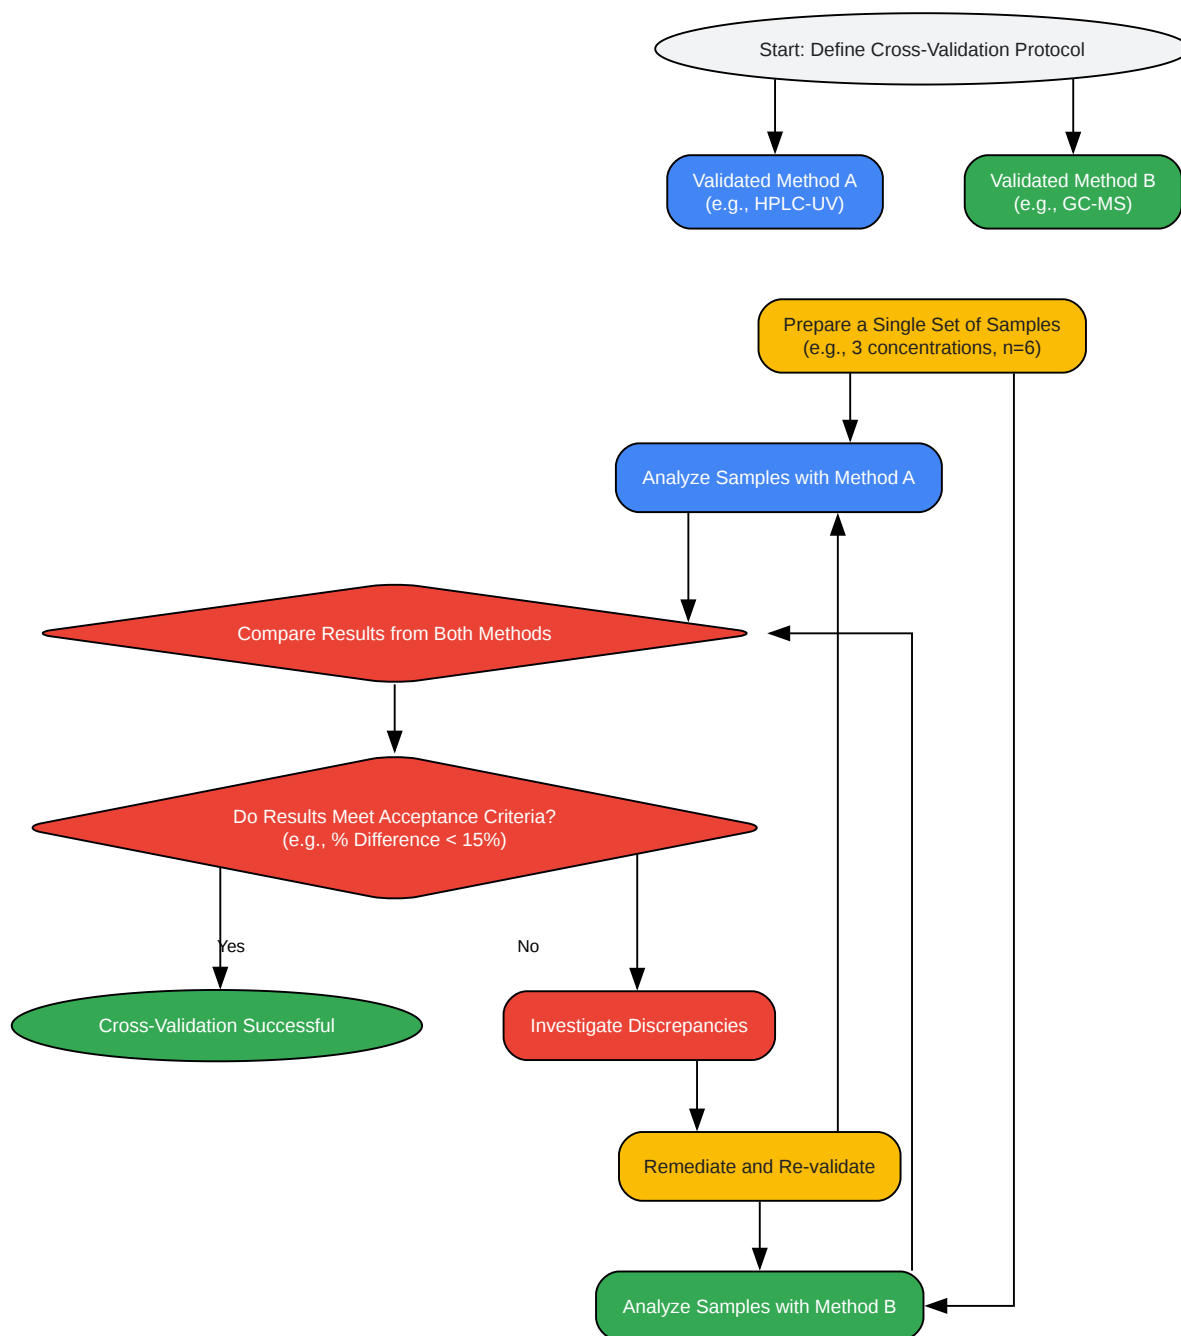 Start: Define Cross-Validation Protocol
Validated Method A
(e.g., HPLC-UV)
Validated Method B
(e.g., GC-MS)
Prepare a Single Set of Samples
(e.g., 3 concentrations, n=6)
Analyze Samples with Method A
Compare Results from Both Methods
Do Results Meet Acceptance Criteria?
(e.g., % Difference < 15%)
Yes
No
Cross-Validation Successful
Investigate Discrepancies
Remediate and Re-validate
Analyze Samples with Method B